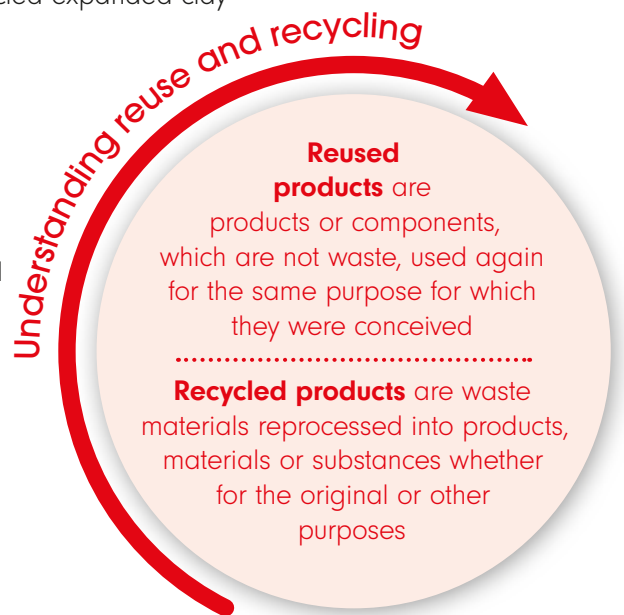 expanded clay
Understanding reuse and recycling
Reused
products are
products or components,
which are not waste, used again
for the same purpose for which
they were conceived
Recycled products are waste
materials reprocessed into products,
materials or substances whether
for the original or other
purposes